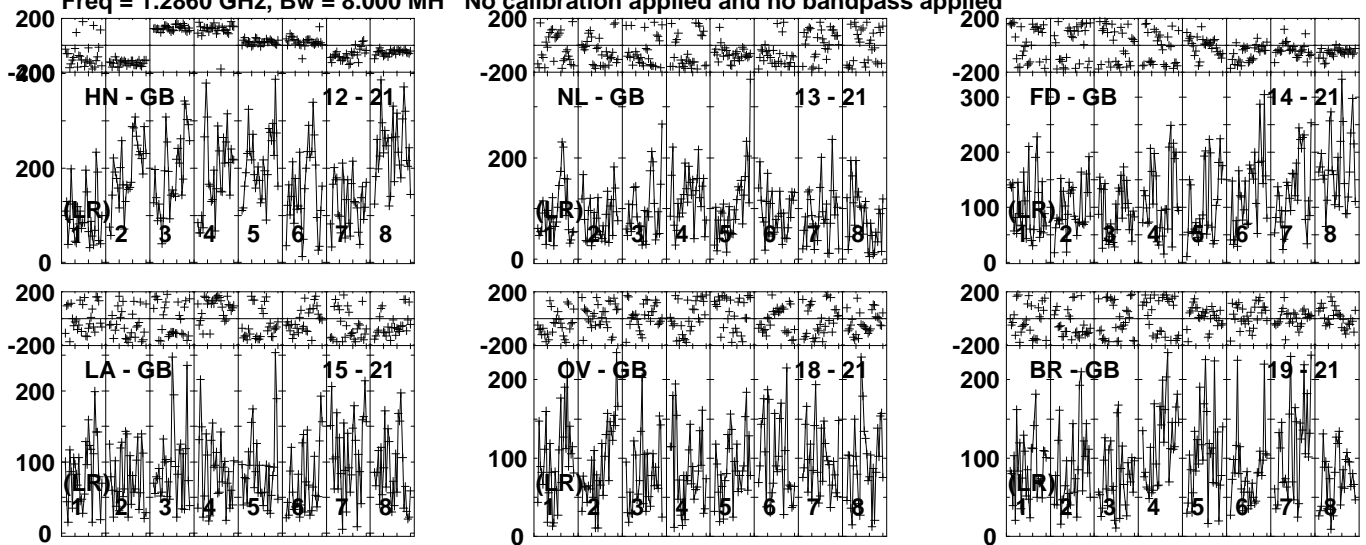 Freq = 1.2860 GHz, Bw = 8.000 MH No calibration applied and no bandpass applied
200 200 200
-200 -200 -200
200
HN - GB 12 - 21 NL - GB 13 - 21 FD - GB 14 - 21
300
200 200 200
100
(LR) (LR) (LR)
1 2 3 4 5 6 7 8 1 2 3 4 5 6 7 8 1 2 3 4 5 6 7 8
0 0 0
200 200 200
-200 -200 -200
LA - GB 15 - 21 OV - GB 18 - 21 BR - GB 19 - 21
200 200 200
100 100 100
(LR) (LR) (LR)
1 2 3 4 5 6 7 8 1 2 3 4 5 6 7 8 1 2 3 4 5 6 7 8
0 0 0